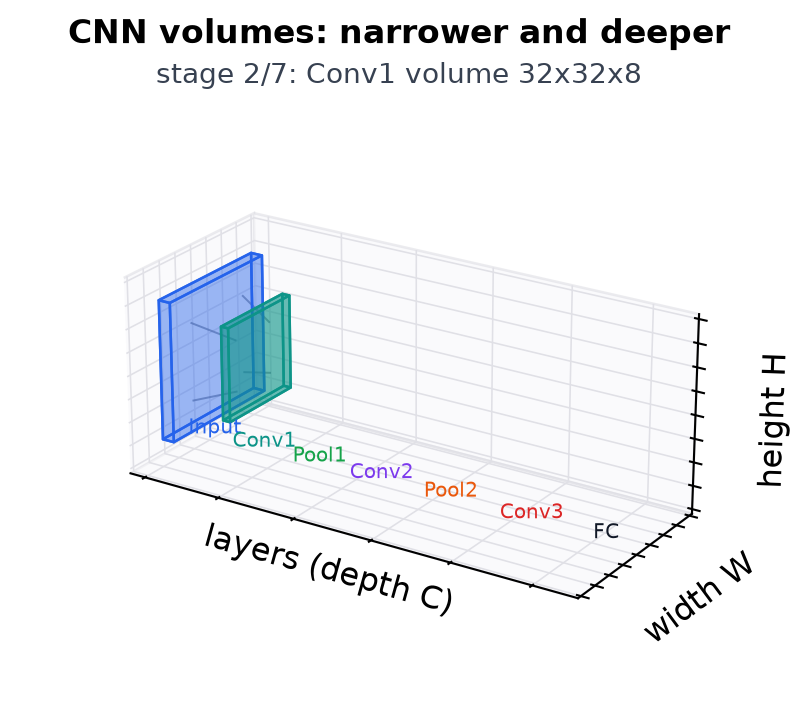 CNN volumes: narrower and deeper
stage 2/7: Conv1 volume 32x32x8
Input
Conv1
Pool1
Conv2
Pool2
Conv3
FC
layers (depth C)
width W
height H